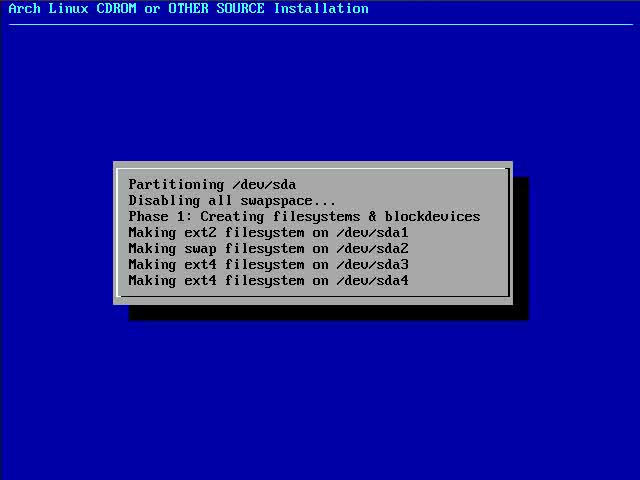 Arch Linux CDROM or OTHER SOURCE Installation
Partitioning /dev/sda
Disabling all swapspace...
Phase 1: Creating filesystems & blockdevices
Making ext2 filesystem on /dev/sda1
Making swap filesystem on /dev/sda2
Making ext4 filesystem on /dev/sda3
Making ext4 filesystem on /dev/sda4